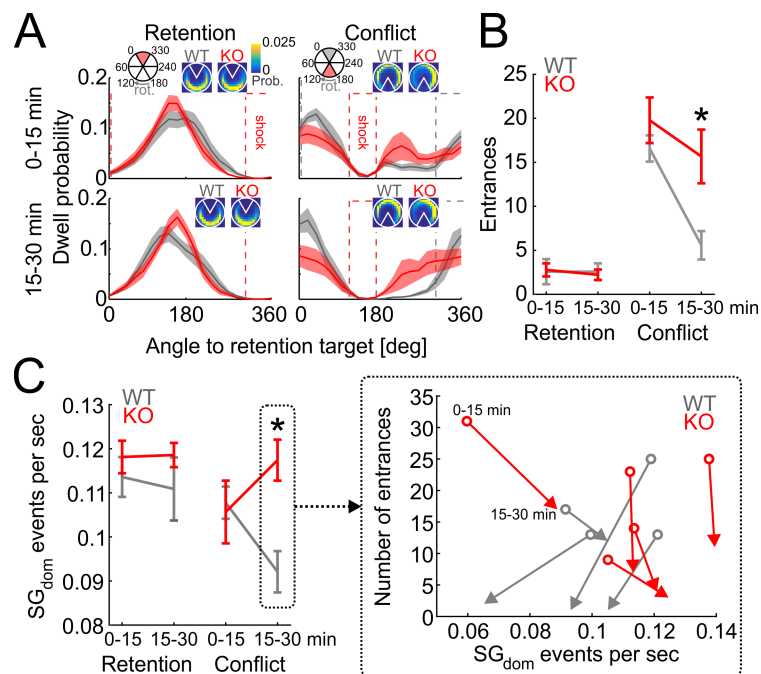 A
Retention
Conflict
0 330
60 240
120 180
rot.
WT KO
0.025
0
Prob.
0 330
60 240
120 180
rot.
WT KO
0-15 min
15-30 min
Dwell probability
0.2
0.1
0
shock
shock
WT KO
WT KO
0.2
0.1
0
0 180 360
0 180 360
Angle to retention target [deg]
B
WT
KO
Entrances
25
20
15
10
5
0
*
0-15 15-30 0-15 15-30 min
Retention Conflict
C
WT
KO
SGdom events per sec
0.13
0.12
0.11
0.1
0.09
0.08
*
0-15 15-30 0-15 15-30 min
Retention Conflict
Number of entrances
35
30
25
20
15
10
5
0
0-15 min
15-30 min
WT
KO
0.06 0.08 0.1 0.12 0.14
SGdom events per sec